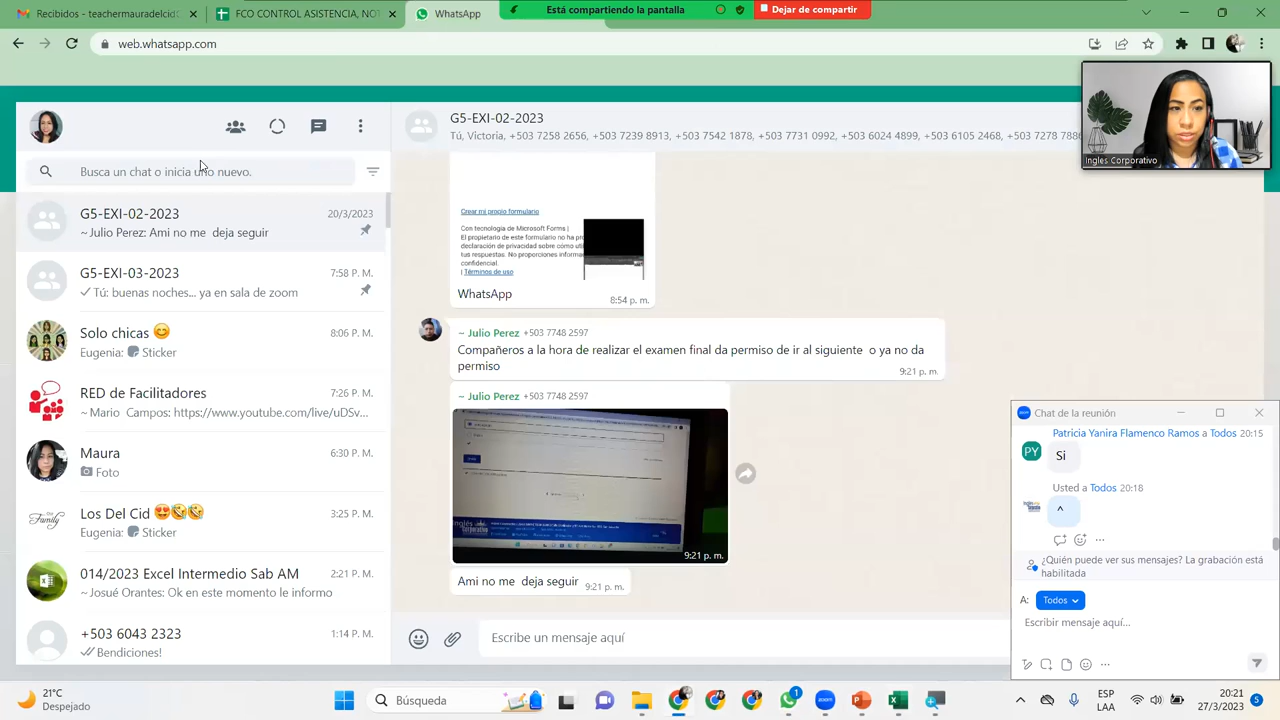 Recibidos - teacherdelcid@
FCO CONTROL ASISTENCIA, NOT
WhatsApp
Está compartiendo la pantalla
Dejar de compartir
web.whatsapp.com
Ingles Corporativo
Busca un chat o inicia uno nuevo.
G5-EXI-02-2023
20/3/2023
~ Julio Perez: Ami no me deja seguir
G5-EXI-03-2023
7:58 P. M.
Tú: buenas noches... ya en sala de zoom
Solo chicas 😊
8:06 P. M.
Eugenia: Sticker
RED de Facilitadores
7:26 P. M.
~ Mario Campos: https://www.youtube.com/live/uDSv...
Maura
6:30 P. M.
Foto
Los Del Cid 😍🤣🤣
3:25 P. M.
Eugenia: Sticker
014/2023 Excel Intermedio Sab AM
2:21 P. M.
~ Josué Orantes: Ok en este momento le informo
+503 6043 2323
1:14 P. M.
Bendiciones!
G5-EXI-02-2023
Tú, Victoria, +503 7258 2656, +503 7239 8913, +503 7542 1878, +503 7731 0992, +503 6024 4899, +503 6105 2468, +503 7278 788
Crear mi propio formulario
Con tecnología de Microsoft Forms |
El propietario de este formulario no ha pro
declaración de privacidad sobre cómo utili
tus respuestas. No proporciones informa
confidencial.
| Términos de uso
WhatsApp
8:54 p. m.
~ Julio Perez +503 7748 2597
Compañeros a la hora de realizar el examen final da permiso de ir al siguiente o ya no da
permiso
9:21 p. m.
~ Julio Perez +503 7748 2597
9:21 p. m.
Ami no me deja seguir
9:21 p. m.
Escribe un mensaje aquí
Chat de la reunión
Patricia Yanira Flamenco Ramos a Todos 20:15
PY
Si
Usted a Todos 20:18
^
¿Quién puede ver sus mensajes? La grabación está
habilitada
A: Todos
Escribir mensaje aquí...
21°C
Despejado
Búsqueda
1
ESP
LAA
20:21
27/3/2023
5